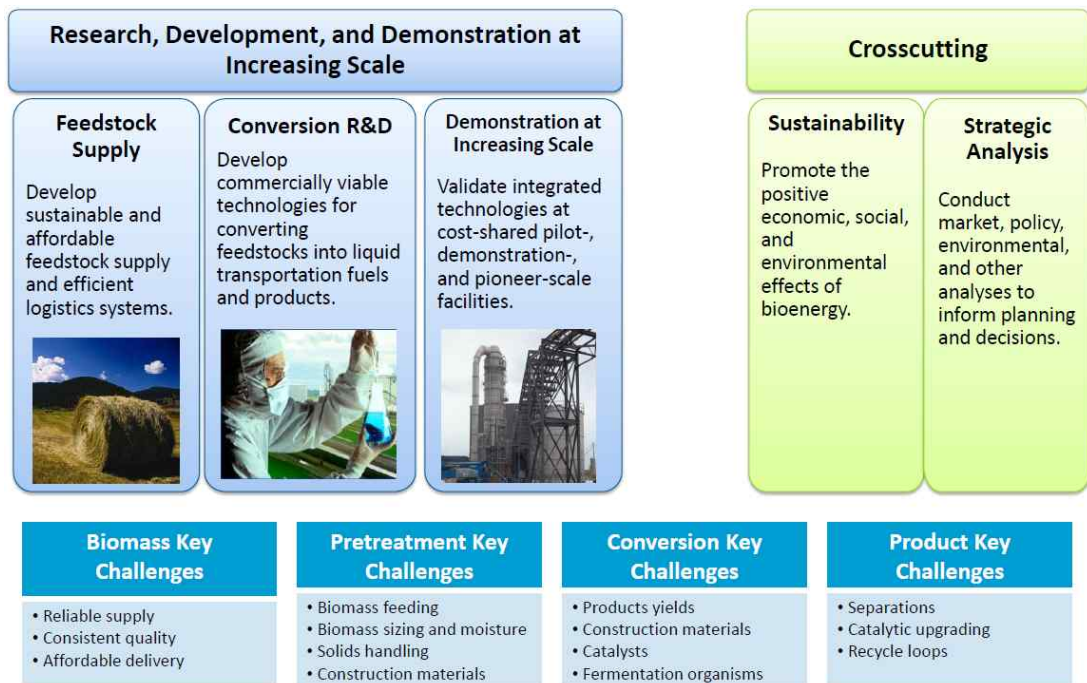 Research, Development, and Demonstration at
Increasing Scale
Crosscutting
Feedstock
Supply
Develop
sustainable and
affordable
feedstock supply
and efficient
logistics systems.
Conversion R&D
Develop
commercially viable
technologies for
converting
feedstocks into liquid
transportation fuels
and products.
Demonstration at
Increasing Scale
Validate integrated
technologies at
cost-shared pilot-,
demonstration-,
and pioneer-scale
facilities.
Sustainability
Promote the
positive
economic, social,
and
environmental
effects of
bioenergy.
Strategic
Analysis
Conduct
market, policy,
environmental,
and other
analyses to
inform planning
and decisions.
Biomass Key
Challenges
• Reliable supply
• Consistent quality
• Affordable delivery
Pretreatment Key
Challenges
• Biomass feeding
• Biomass sizing and moisture
• Solids handling
• Construction materials
Conversion Key
Challenges
• Products yields
• Construction materials
• Catalysts
• Fermentation organisms
Product Key
Challenges
• Separations
• Catalytic upgrading
• Recycle loops